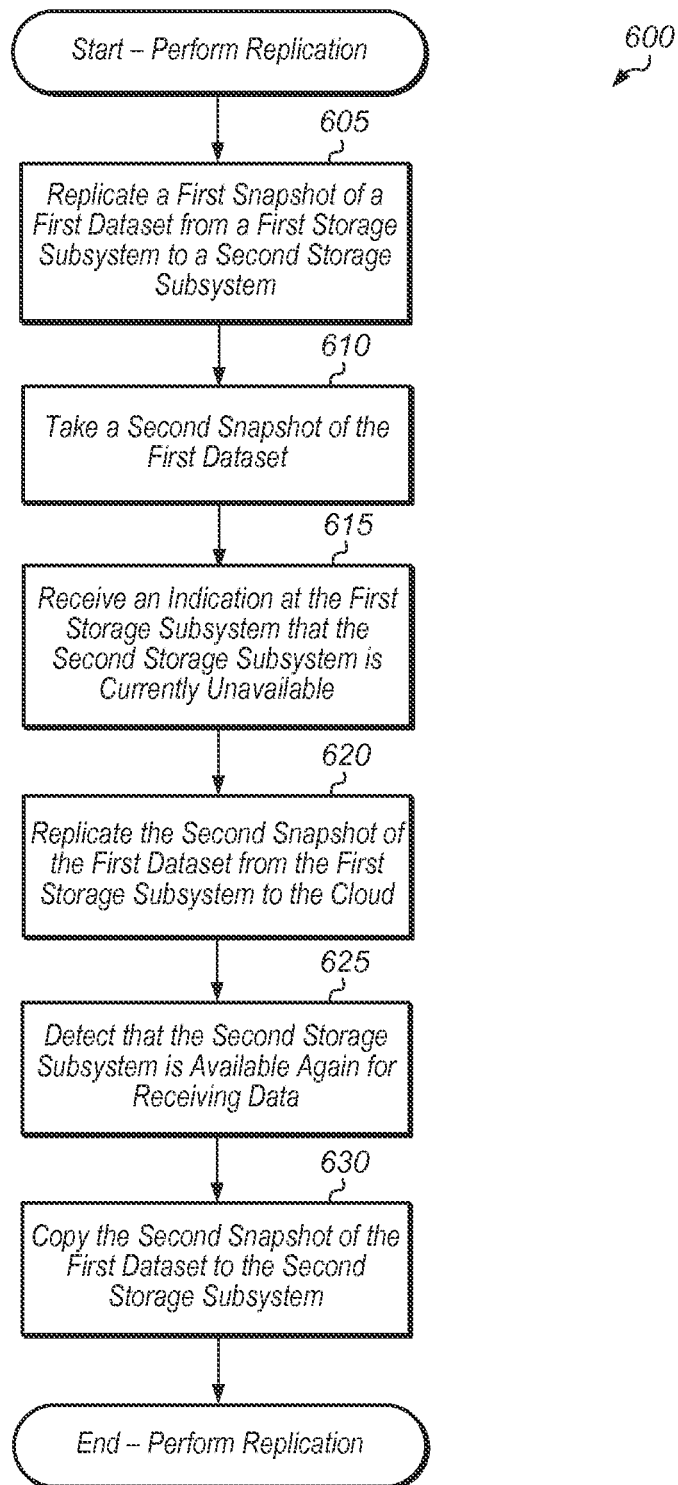 Start – Perform Replication
600
605
Replicate a First Snapshot of a
First Dataset from a First Storage
Subsystem to a Second Storage
Subsystem
610
Take a Second Snapshot of the
First Dataset
615
Receive an Indication at the First
Storage Subsystem that the
Second Storage Subsystem is
Currently Unavailable
620
Replicate the Second Snapshot of
the First Dataset from the First
Storage Subsystem to the Cloud
625
Detect that the Second Storage
Subsystem is Available Again for
Receiving Data
630
Copy the Second Snapshot of the
First Dataset to the Second
Storage Subsystem
End – Perform Replication